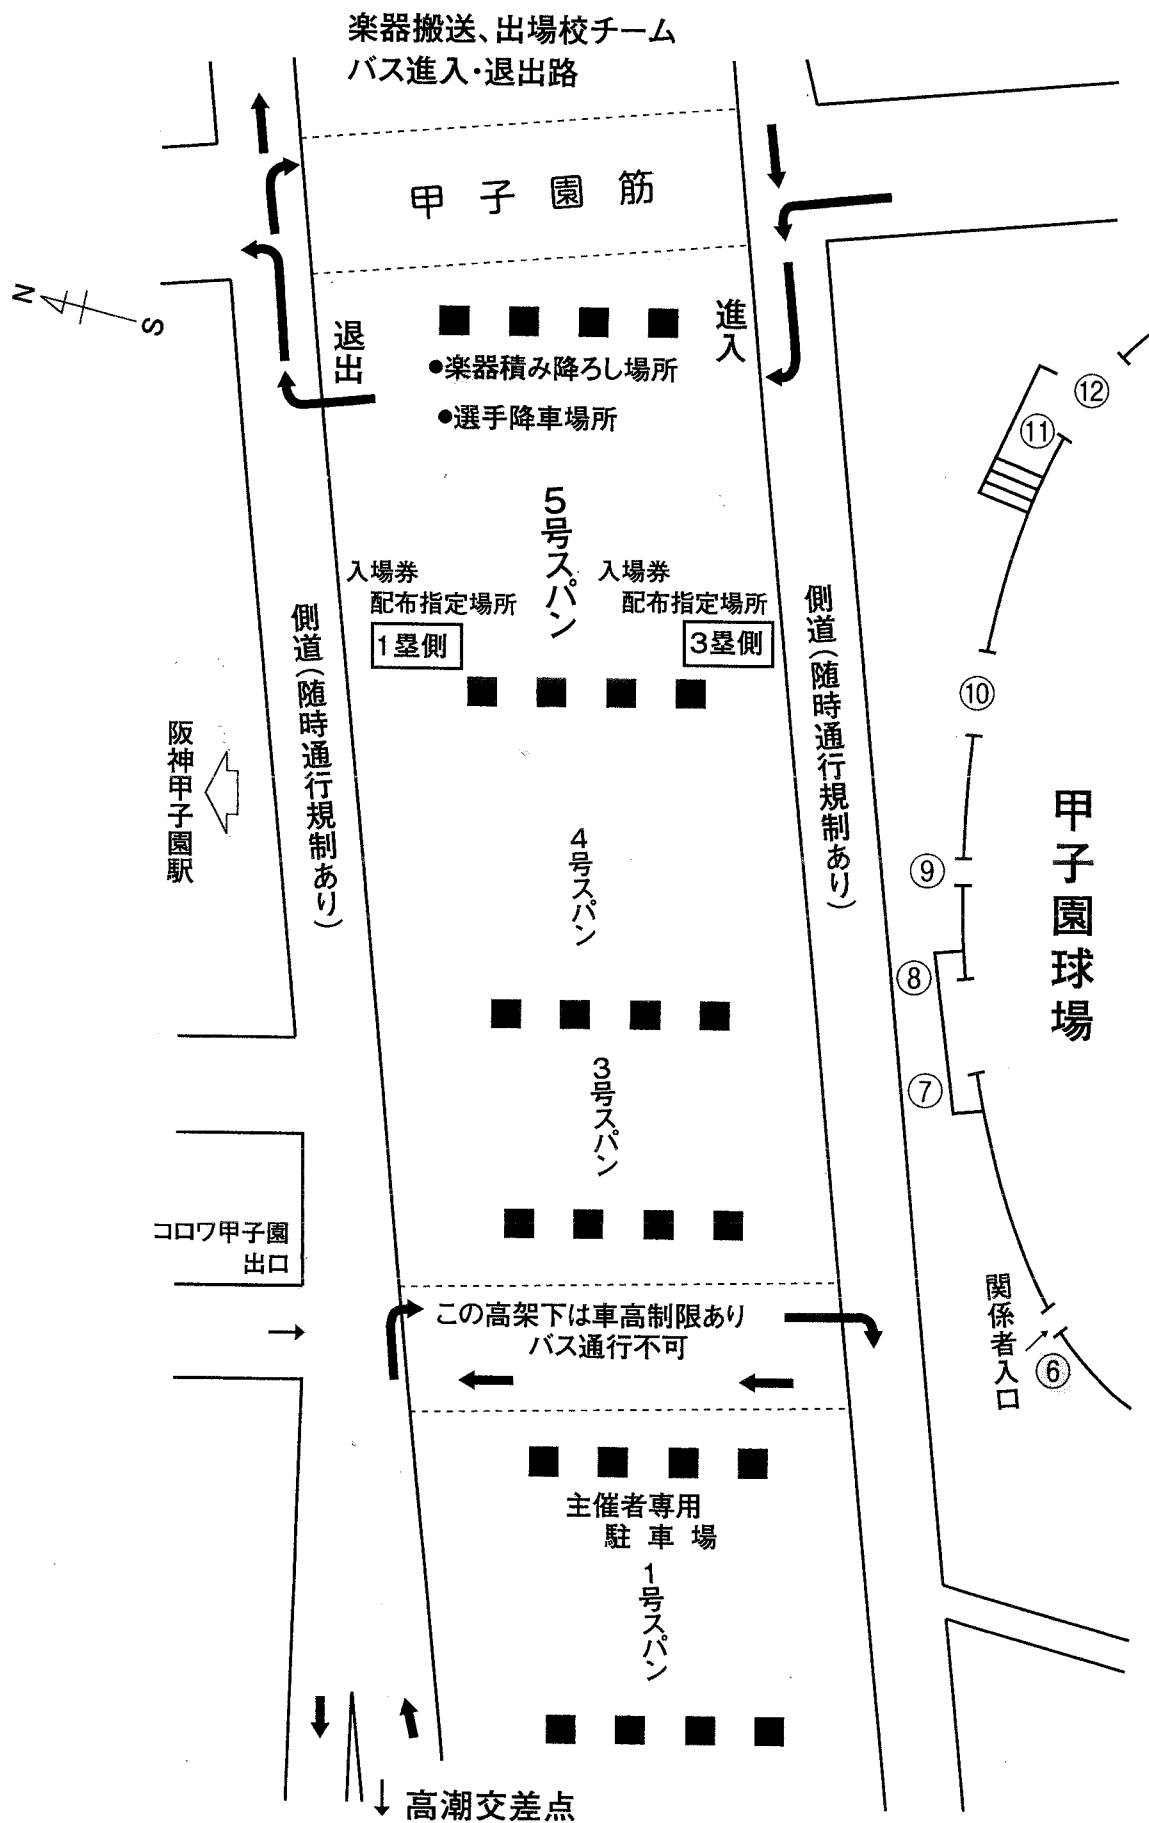 楽器搬送、出場校チーム
バス進入・退出路
甲子園筋
N
S
退出
進入
●楽器積み降ろし場所
●選手降車場所
⑫
⑪
5号スパン
入場券
配布指定場所
1塁側
入場券
配布指定場所
3塁側
側道(随時通行規制あり)
側道(随時通行規制あり)
⑩
阪神甲子園駅
甲子園球場
4号スパン
⑨
⑧
3号スパン
⑦
コロワ甲子園
出口
この高架下は車高制限あり
バス通行不可
関係者入口
⑥
主催者専用
駐車場
1号スパン
高潮交差点